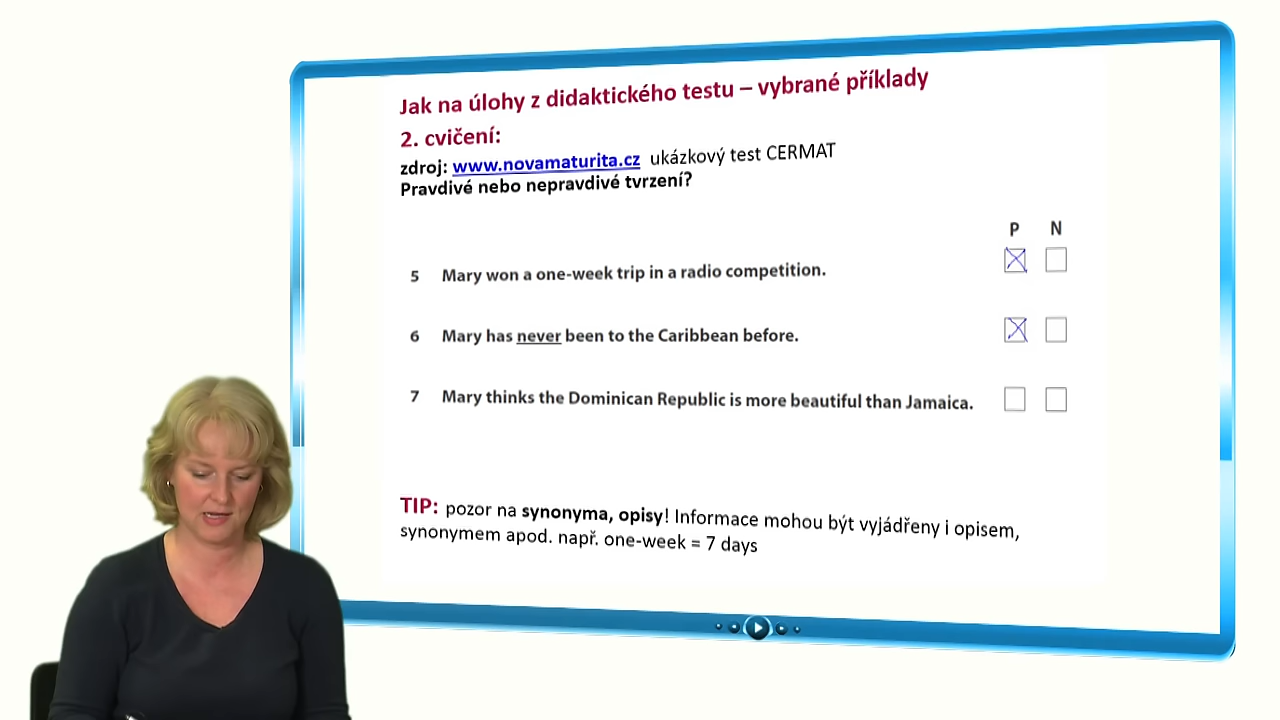 Jak na úlohy z didaktického testu – vybrané příklady
2. cvičení:
zdroj: www.novamaturita.cz ukázkový test CERMAT
Pravdivé nebo nepravdivé tvrzení?
P N
5 Mary won a one-week trip in a radio competition.
6 Mary has never been to the Caribbean before.
7 Mary thinks the Dominican Republic is more beautiful than Jamaica.
TIP: pozor na synonyma, opisy! Informace mohou být vyjádřeny i opisem,
synonymem apod. např. one-week = 7 days